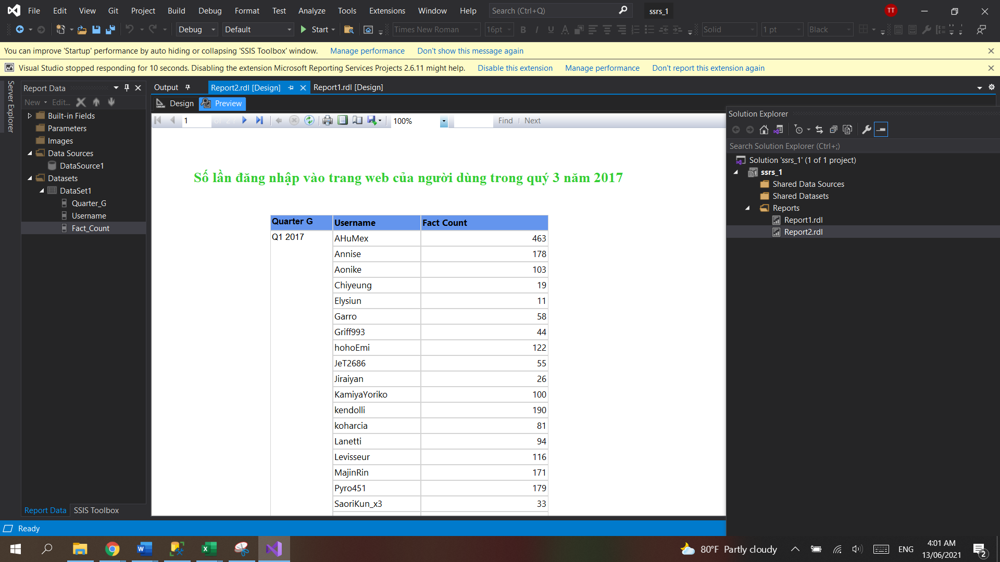 File Edit View Git Project Build Debug Format Test Analyze Tools Extensions Window Help Search (Ctrl+Q) ssrs_1 TT
Debug Default Start Times New Roman 16pt B I U A Solid 1 pt Black
You can improve 'Startup' performance by auto hiding or collapsing 'SSIS Toolbox' window. Manage performance Don't show this message again
Visual Studio stopped responding for 10 seconds. Disabling the extension Microsoft Reporting Services Projects 2.6.11 might help. Disable this extension Manage performance Don't report this extension again
Server Explorer
Report Data
New Edit...
Built-in Fields
Parameters
Images
Data Sources
DataSource1
Datasets
DataSet1
Quarter_G
Username
Fact_Count
Report Data SSIS Toolbox
Output Report2.rdl [Design] Report1.rdl [Design]
Design Preview
1 of 2 ? 100% Find | Next
Số lần đăng nhập vào trang web của người dùng trong quý 3 năm 2017
Quarter G Username Fact Count
Q1 2017 AHuMex 463
Annise 178
Aonike 103
Chiyeung 19
Elysiun 11
Garro 58
Griff993 44
hohoEmi 122
JeT2686 55
Jiraiyan 26
KamiyaYoriko 100
kendolli 190
koharcia 81
Lanetti 94
Levisseur 116
MajinRin 171
Pyro451 179
SaoriKun_x3 33
Solution Explorer
Search Solution Explorer (Ctrl+;)
Solution 'ssrs_1' (1 of 1 project)
ssrs_1
Shared Data Sources
Shared Datasets
Reports
Report1.rdl
Report2.rdl
Ready
80°F Partly cloudy ENG 4:01 AM
13/06/2021 2